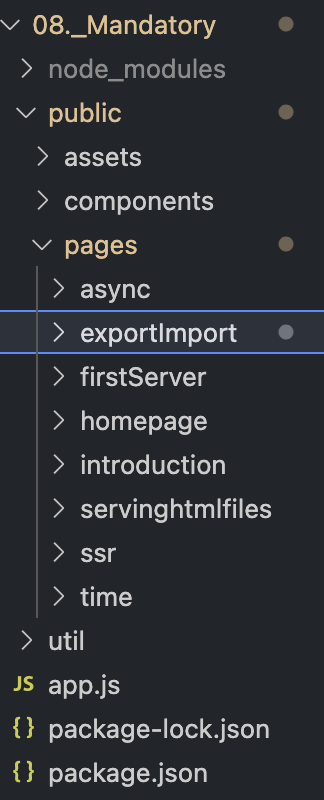 08._Mandatory
node_modules
public
assets
components
pages
async
exportImport
firstServer
homepage
introduction
servinghtmlfiles
ssr
time
util
JS app.js
{} package-lock.json
{} package.json